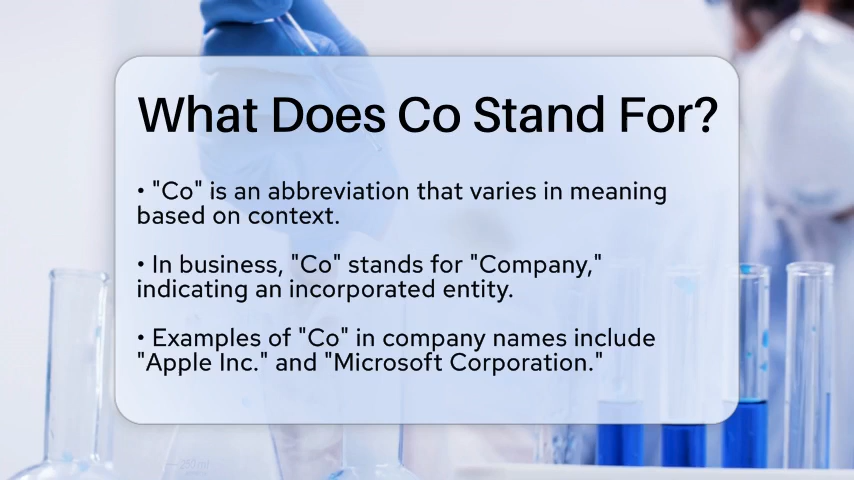 What Does Co Stand For?
• "Co" is an abbreviation that varies in meaning
based on context.
• In business, "Co" stands for "Company,"
indicating an incorporated entity.
• Examples of "Co" in company names include
"Apple Inc." and "Microsoft Corporation."